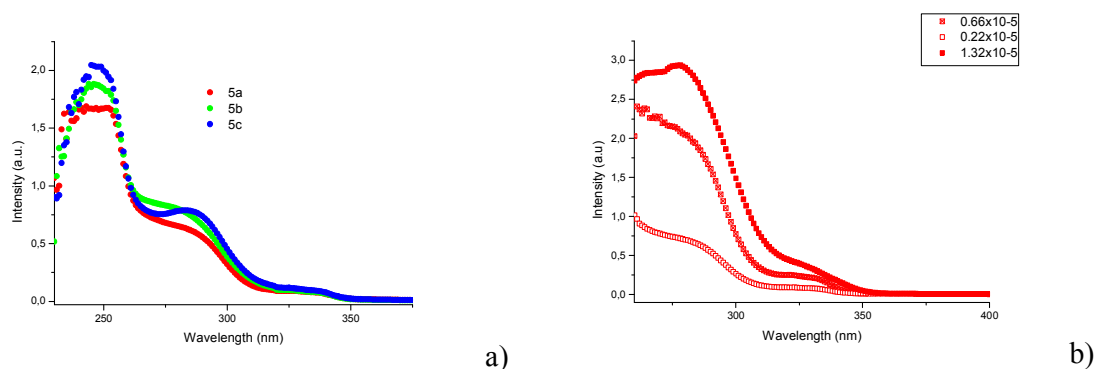 2,0
1,5
1,0
0,5
0,0
250
300
350
Intensity (a.u.)
Wavelength (nm)
5a
5b
5c
a)
0.66x10-5
0.22x10-5
1.32x10-5
3,0
2,5
2,0
1,5
1,0
0,5
0,0
300
350
400
Intensity (a.u)
Wavelength (nm)
b)